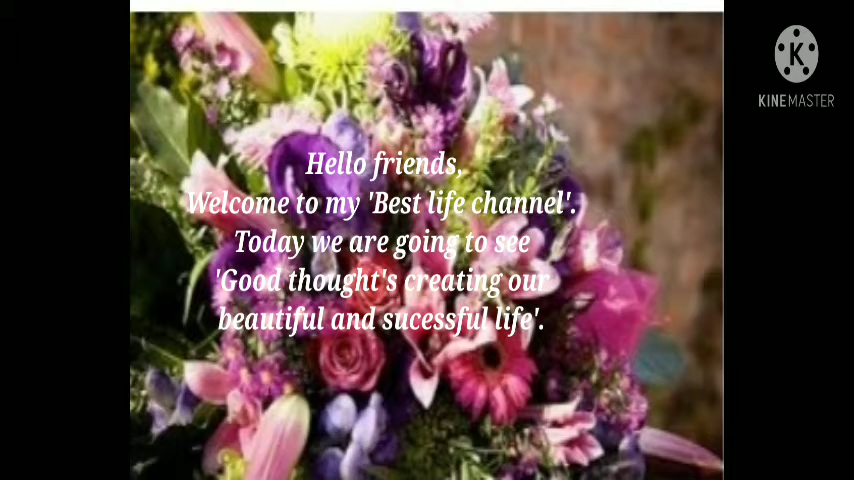 Hello friends,
Welcome to my 'Best life channel'.
Today we are going to see
'Good thought's creating our
beautiful and sucessful life'.
K
KINEMASTER